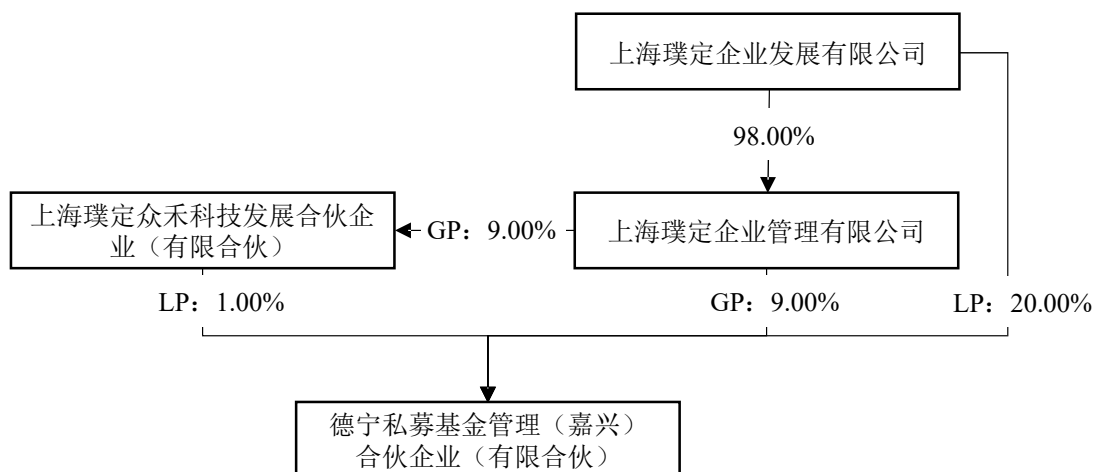 上海璞定企业发展有限公司
98.00%
上海璞定众禾科技发展合伙企
业（有限合伙）
GP：9.00%
上海璞定企业管理有限公司
LP：1.00%
GP：9.00%
LP：20.00%
德宁私募基金管理（嘉兴）
合伙企业（有限合伙）